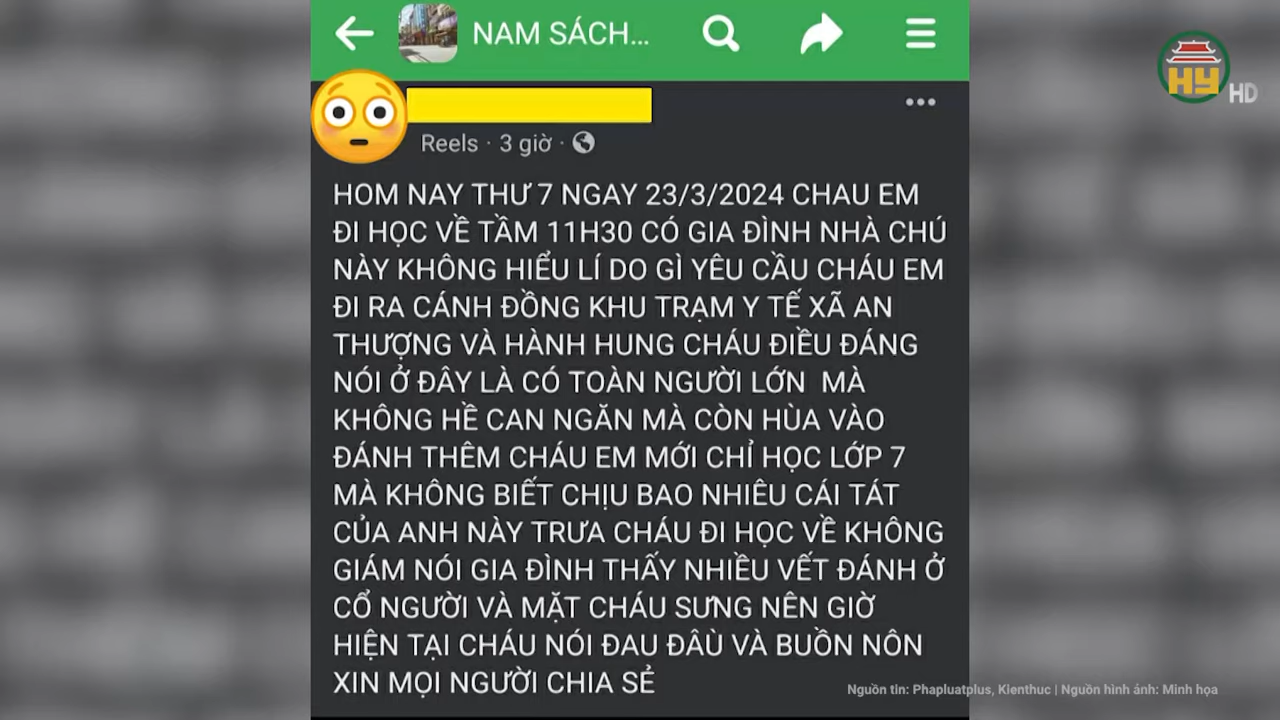 NAM SÁCH...
HY HD
Reels · 3 giờ ·
HOM NAY THƯ 7 NGAY 23/3/2024 CHAU EM
ĐI HỌC VỀ TẦM 11H30 CÓ GIA ĐÌNH NHÀ CHÚ
NÀY KHÔNG HIỂU LÍ DO GÌ YÊU CẦU CHÁU EM
ĐI RA CÁNH ĐỒNG KHU TRẠM Y TẾ XÃ AN
THƯỢNG VÀ HÀNH HUNG CHÁU ĐIỀU ĐÁNG
NÓI Ở ĐÂY LÀ CÓ TOÀN NGƯỜI LỚN MÀ
KHÔNG HỀ CAN NGĂN MÀ CÒN HÙA VÀO
ĐÁNH THÊM CHÁU EM MỚI CHỈ HỌC LỚP 7
MÀ KHÔNG BIẾT CHỊU BAO NHIÊU CÁI TÁT
CỦA ANH NÀY TRƯA CHÁU ĐI HỌC VỀ KHÔNG
GIÁM NÓI GIA ĐÌNH THẤY NHIỀU VẾT ĐÁNH Ở
CỔ NGƯỜI VÀ MẶT CHÁU SƯNG NÊN GIỜ
HIỆN TẠI CHÁU NÓI ĐAU ĐÂÙ VÀ BUỒN NÔN
XIN MỌI NGƯỜI CHIA SẺ
Nguồn tin: Phapluatplus, Kienthuc | Nguồn hình ảnh: Minh họa